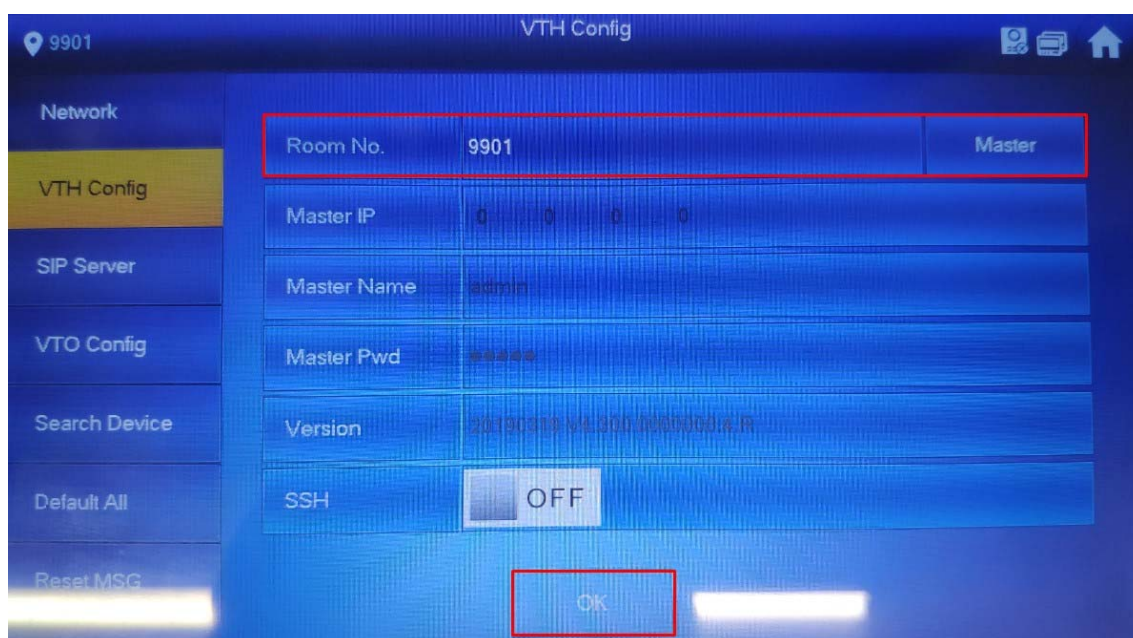 9901
VTH Config
Network
VTH Config
SIP Server
VTO Config
Search Device
Default All
Reset MSG
Room No. 9901 Master
Master IP 0 0 0 0
Master Name admin
Master Pwd
Version
SSH OFF
OK